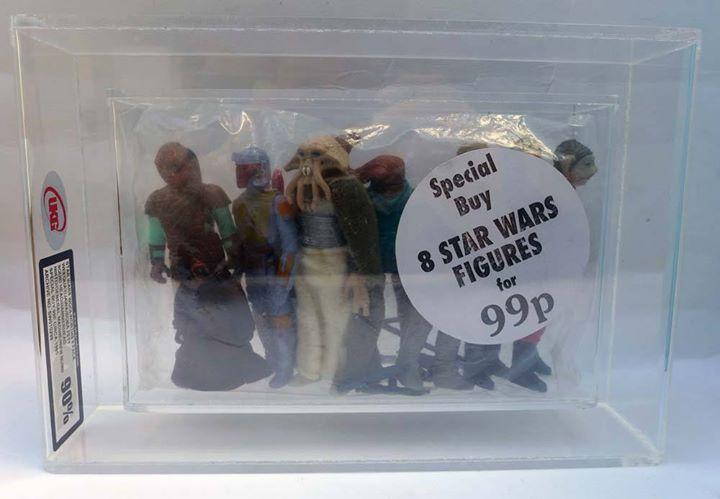 Special
Buy
8 STAR WARS
FIGURES
for
99p
UKG
90%